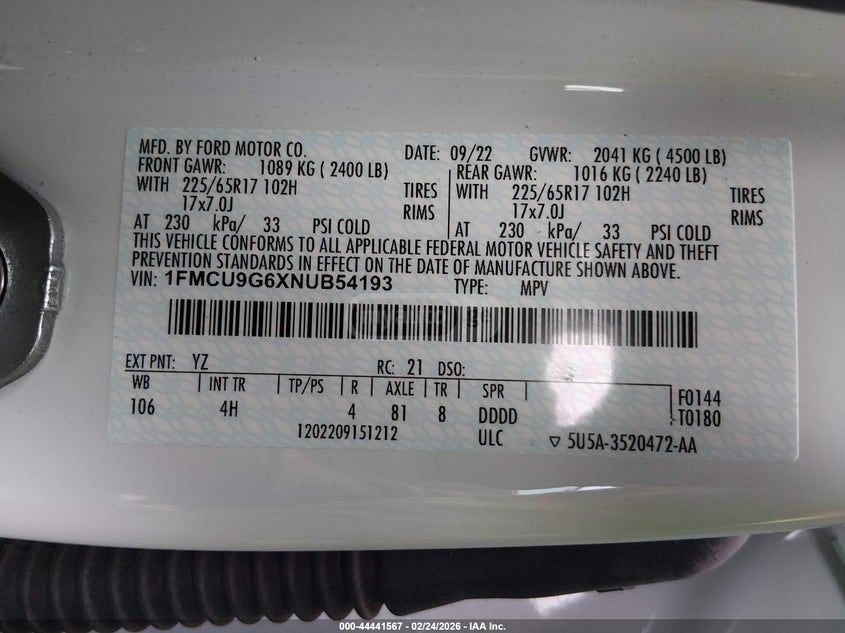 MFD. BY FORD MOTOR CO. DATE: 09/22 GVWR: 2041 KG ( 4500 LB)
FRONT GAWR: 1089 KG ( 2400 LB) REAR GAWR: 1016 KG ( 2240 LB)
WITH 225/65R17 102H TIRES WITH 225/65R17 102H TIRES
17x7.0J RIMS 17x7.0J RIMS
AT 230 kPa/ 33 PSI COLD AT 230 kPa/ 33 PSI COLD
THIS VEHICLE CONFORMS TO ALL APPLICABLE FEDERAL MOTOR VEHICLE SAFETY AND THEFT
PREVENTION STANDARDS IN EFFECT ON THE DATE OF MANUFACTURE SHOWN ABOVE.
VIN: 1FMCU9G6XNUB54193 TYPE: MPV
EXT PNT: YZ RC: 21 DSO:
WB INT TR TP/PS R AXLE TR SPR F0144
106 4H 4 81 8 DDDD T0180
1202209151212 ULC ▽ 5U5A-3520472-AA
000-44441567 - 02/24/2026 - IAA Inc.